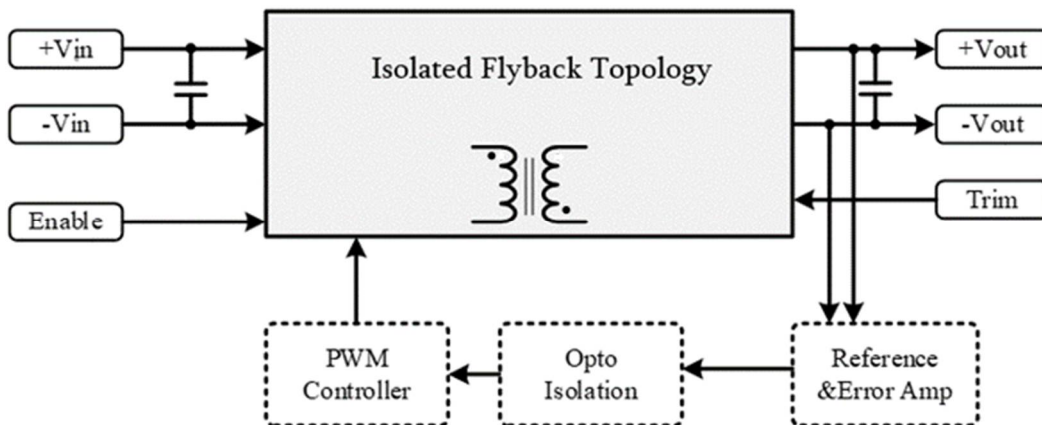 +Vin
Isolated Flyback Topology
+Vout
-Vin
-Vout
Enable
Trim
PWM
Controller
Opto
Isolation
Reference
&Error Amp